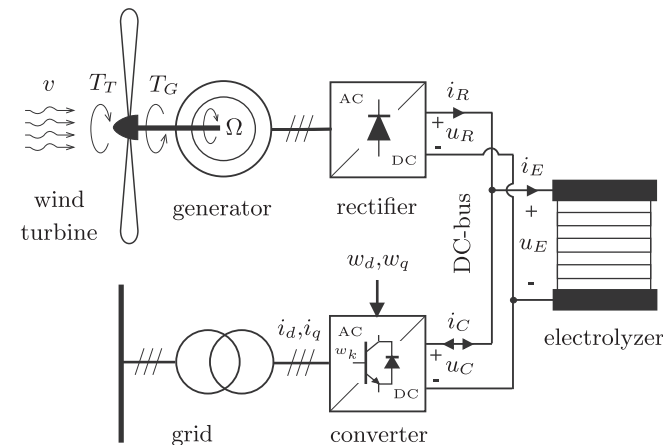 v
T_T
T_G
Ω
wind
turbine
generator
AC
DC
rectifier
i_R
+
u_R
-
DC-bus
i_E
+
u_E
-
electrolyzer
w_d,w_q
i_d,i_q
AC
w_k
DC
i_C
+
u_C
-
grid
converter